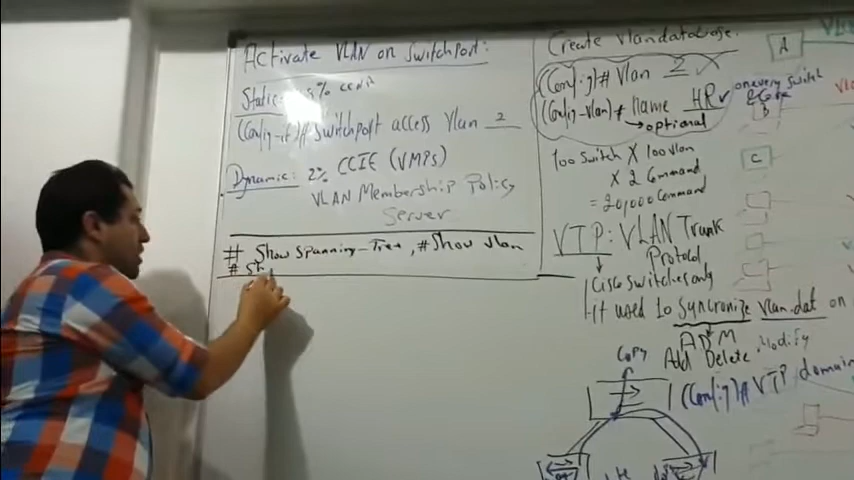 Activate VLAN on Switchport:
Static: % ccna
(Config-if)# Switchport access Vlan 2
Dynamic: 2% CCIE (VMPS)
VLAN Membership Policy
Server
# Show Spanning-Tree, #Show vlan
# Sh
Create vlan database.
(Config)# Vlan 2
(Config-vlan)# name HR
optional
on every switch
100 Switch X 100 vlan
X 2 Command
= 20,000 Command
VTP: VLAN Trunk
Protocol
Cisco Switches only
it used to Syncronize vlan.dat on
ADM
Add Delete Modify
Copy
(Config)# VTP domain
A
B
C